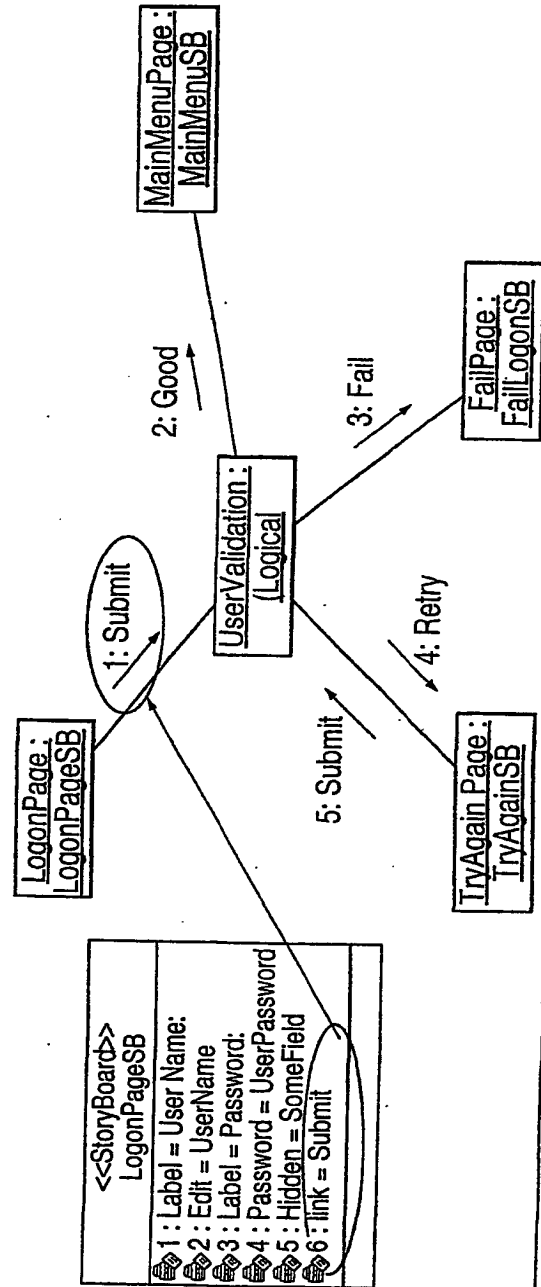 <<StoryBoard>>
LogonPageSB
1 : Label = User Name:
2 : Edit = UserName
3 : Label = Password:
4 : Password = UserPassword
5 : Hidden = SomeField
6 : link = Submit
LogonPage :
LogonPageSB
1: Submit
UserValidation :
(Logical
2: Good
MainMenuPage :
MainMenuSB
3: Fail
FailPage :
FailLogonSB
4: Retry
5: Submit
TryAgain Page :
TryAgainSB